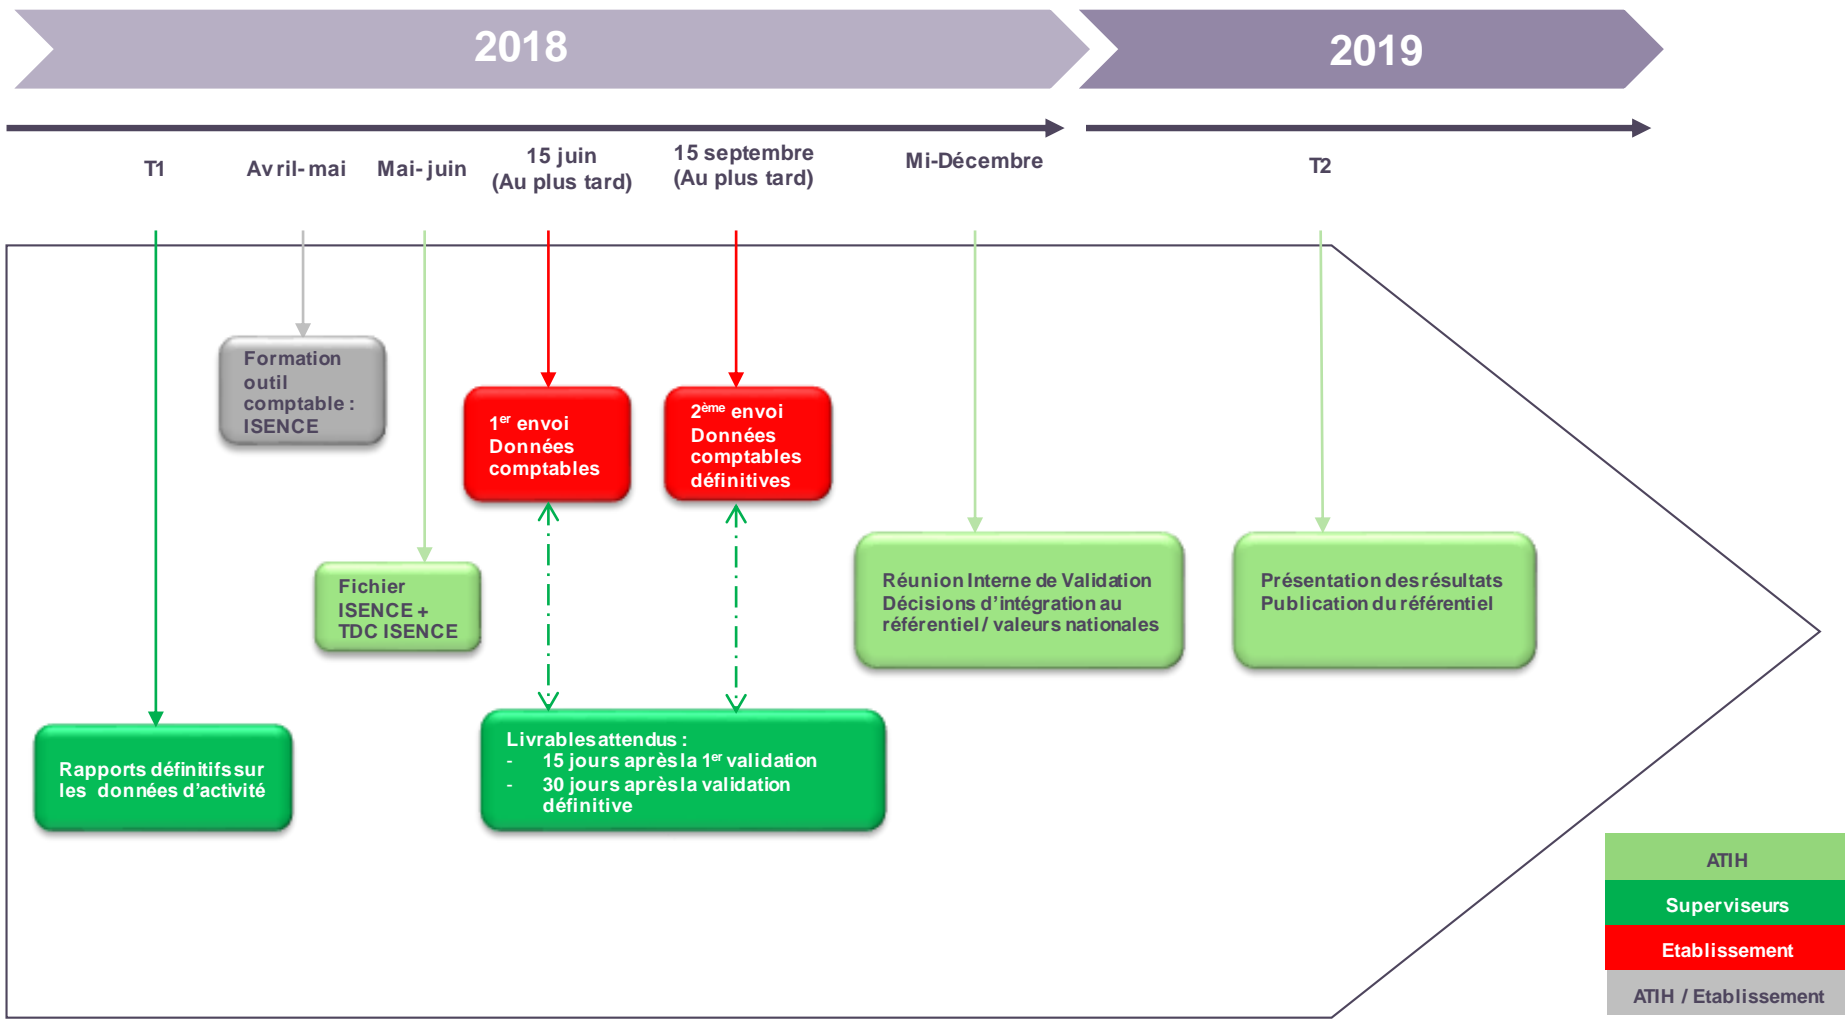 2018
2019
T1
Avril-mai
Mai-juin
15 juin
(Au plus tard)
15 septembre
(Au plus tard)
Mi-Décembre
T2
Formation
outil
comptable :
ISENCE
1er envoi
Données
comptables
2ème envoi
Données
comptables
définitives
Fichier
ISENCE +
TDC ISENCE
Réunion Interne de Validation
Décisions d'intégration au
référentiel / valeurs nationales
Présentation des résultats
Publication du référentiel
Rapports définitifs sur
les données d'activité
Livrables attendus :
- 15 jours après la 1er validation
- 30 jours après la validation
définitive
ATIH
Superviseurs
Etablissement
ATIH / Etablissement